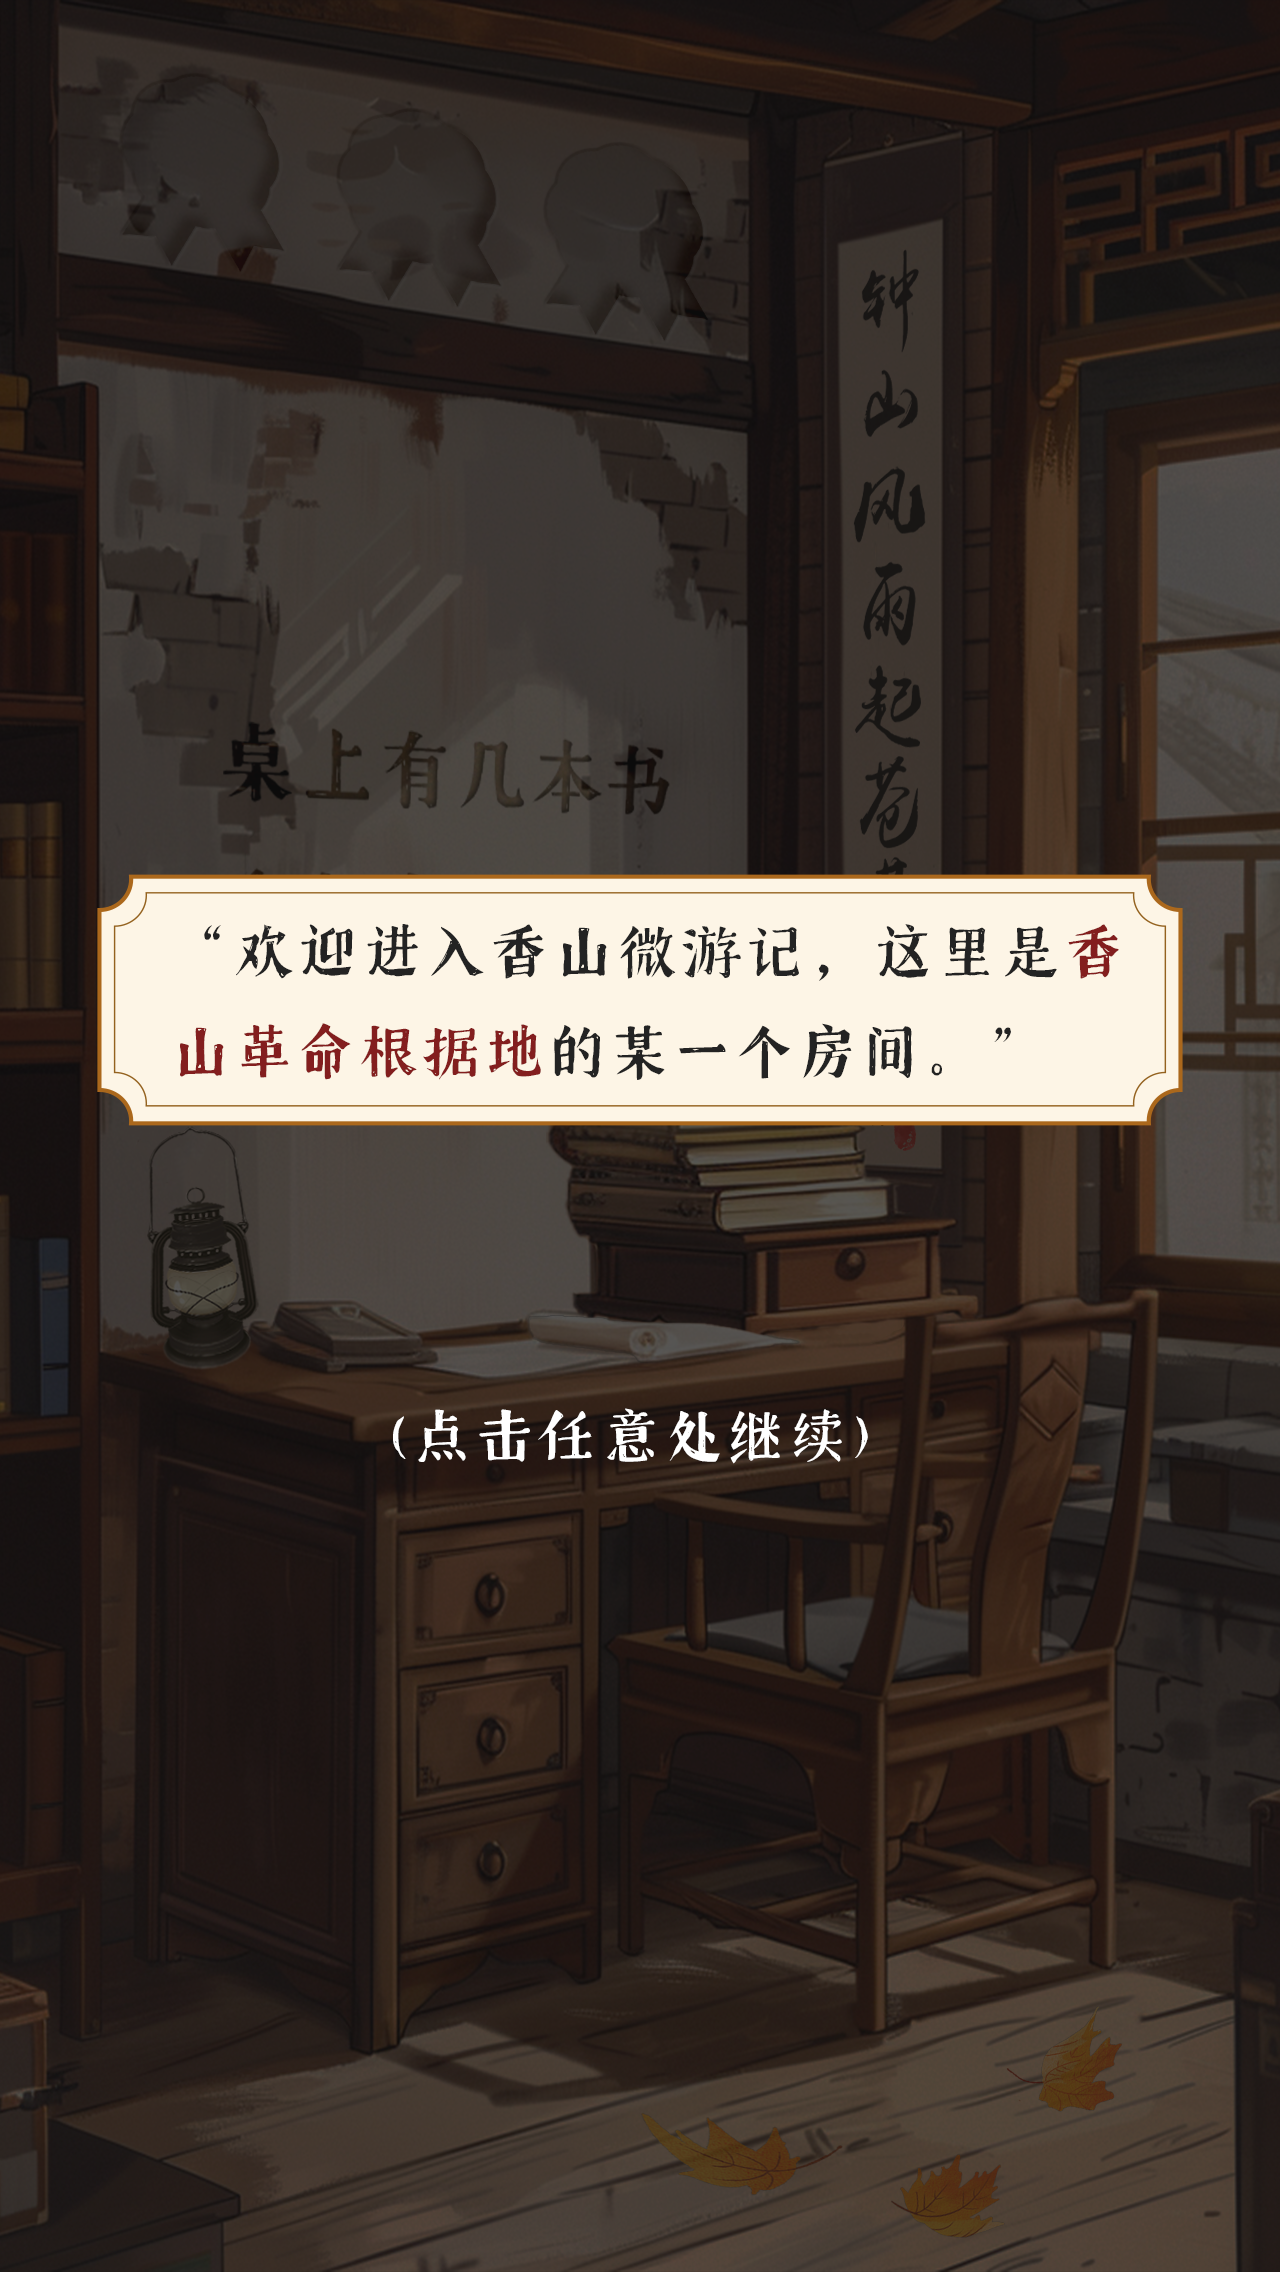 钟山风雨起苍
桌上有几本书
“欢迎进入香山微游记，这里是香
山革命根据地的某一个房间。”
(点击任意处继续)